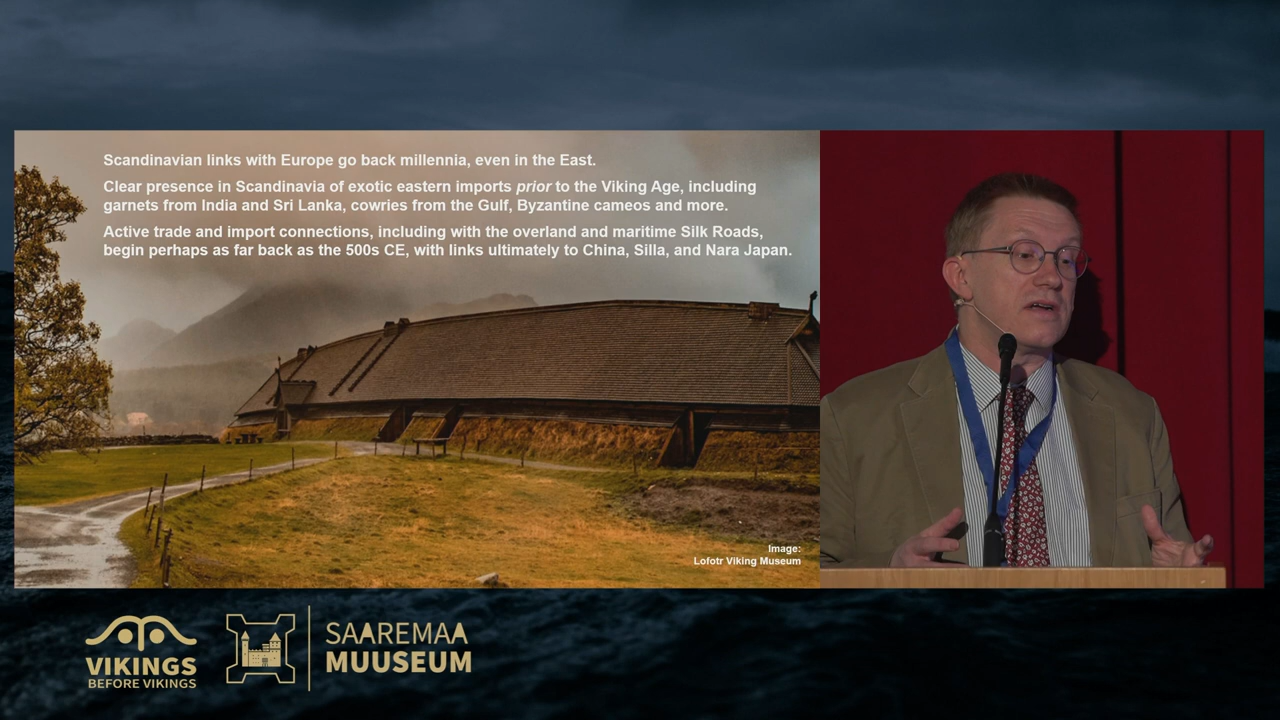 Scandinavian links with Europe go back millennia, even in the East.
Clear presence in Scandinavia of exotic eastern imports prior to the Viking Age, including
garnets from India and Sri Lanka, cowries from the Gulf, Byzantine cameos and more.
Active trade and import connections, including with the overland and maritime Silk Roads,
begin perhaps as far back as the 500s CE, with links ultimately to China, Silla, and Nara Japan.
Image:
Lofotr Viking Museum
VIKINGS
BEFORE VIKINGS
SAAREMAA
MUUSEUM